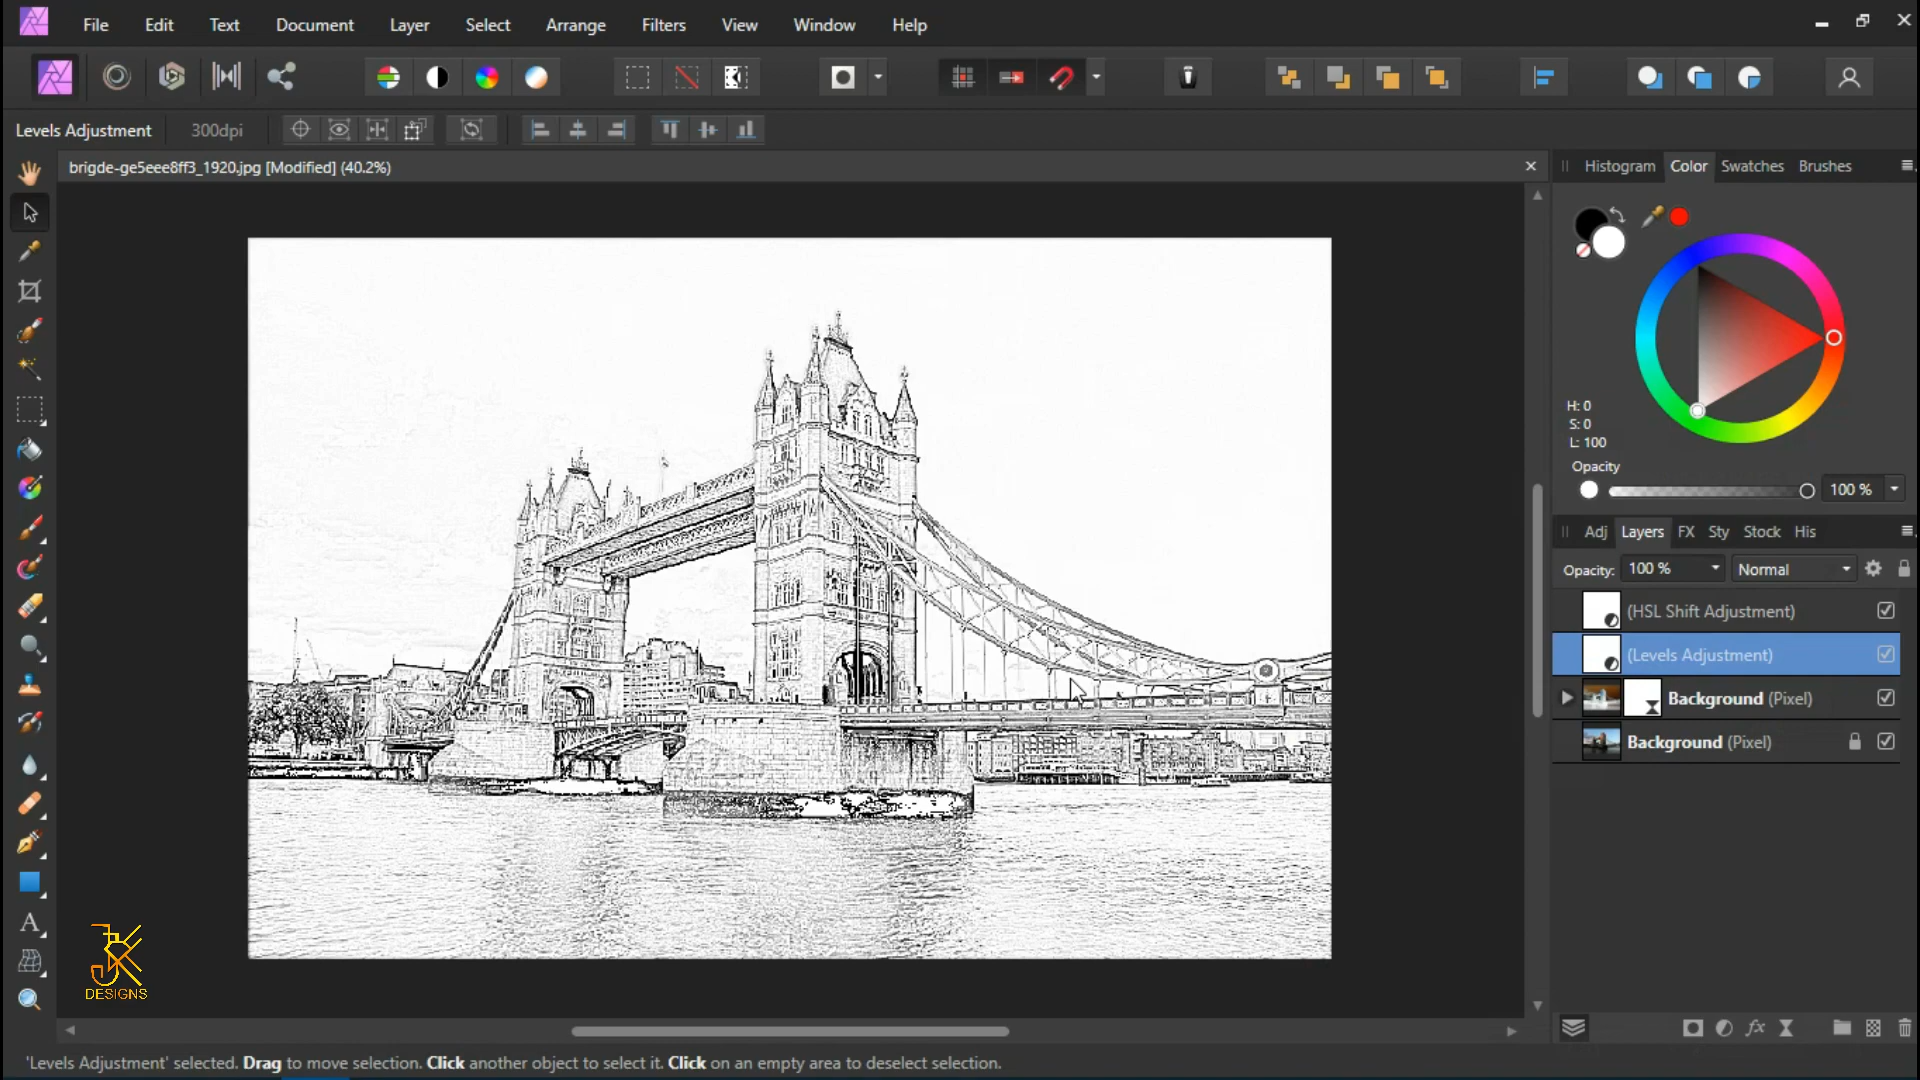 File Edit Text Document Layer Select Arrange Filters View Window Help
Levels Adjustment 300dpi
brigde-ge5eee8ff3_1920.jpg [Modified] (40.2%)
Histogram Color Swatches Brushes
H: 0
S: 0
L: 100
Opacity
100 %
Adj Layers FX Sty Stock His
Opacity: 100 % Normal
(HSL Shift Adjustment)
(Levels Adjustment)
Background (Pixel)
Background (Pixel)
fx
A
JK
DESIGNS
'Levels Adjustment' selected. Drag to move selection. Click another object to select it. Click on an empty area to deselect selection.